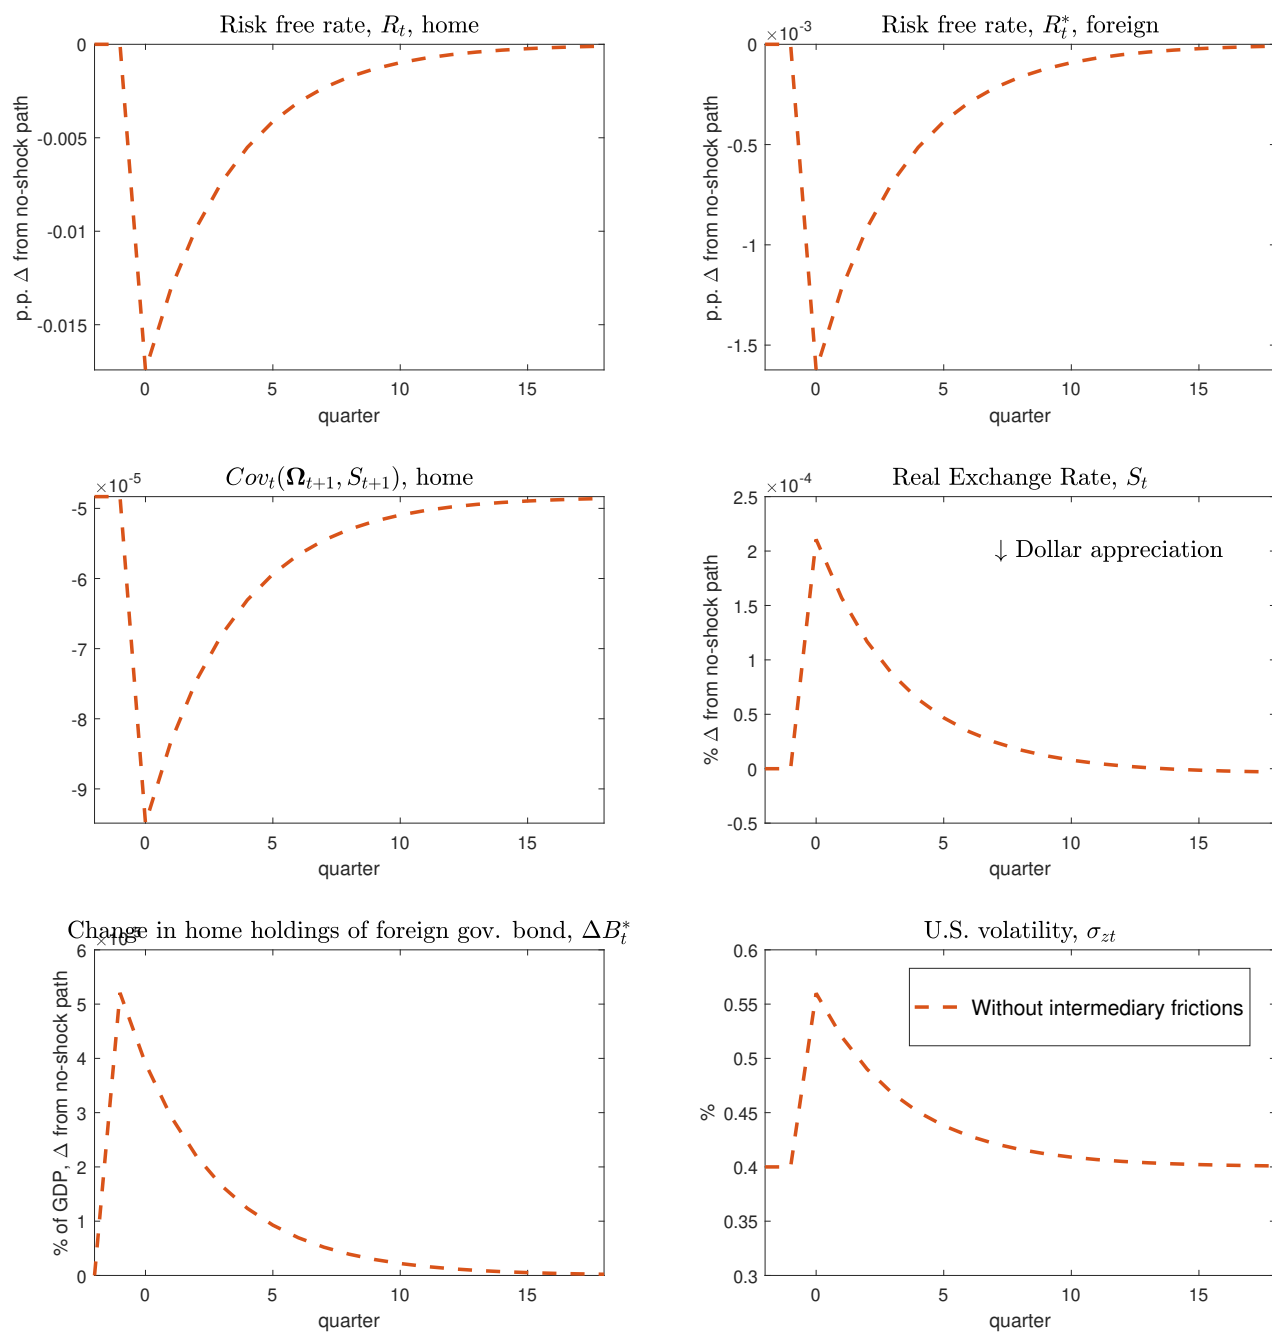 Risk free rate, R_t, home
p.p. Δ from no-shock path
0
-0.005
-0.01
-0.015
0 5 10 15
quarter
Risk free rate, R_t^*, foreign
×10^-3
p.p. Δ from no-shock path
0
-0.5
-1
-1.5
0 5 10 15
quarter
Cov_t(Ω_{t+1}, S_{t+1}), home
×10^-5
-5
-6
-7
-8
-9
0 5 10 15
quarter
Real Exchange Rate, S_t
×10^-4
% Δ from no-shock path
2.5
2
1.5
1
0.5
0
-0.5
↓ Dollar appreciation
0 5 10 15
quarter
Change in home holdings of foreign gov. bond, ΔB_t^*
% of GDP, Δ from no-shock path
6
5
4
3
2
1
0
0 5 10 15
quarter
U.S. volatility, σ_{zt}
%
0.6
0.55
0.5
0.45
0.4
0.35
0.3
Without intermediary frictions
0 5 10 15
quarter